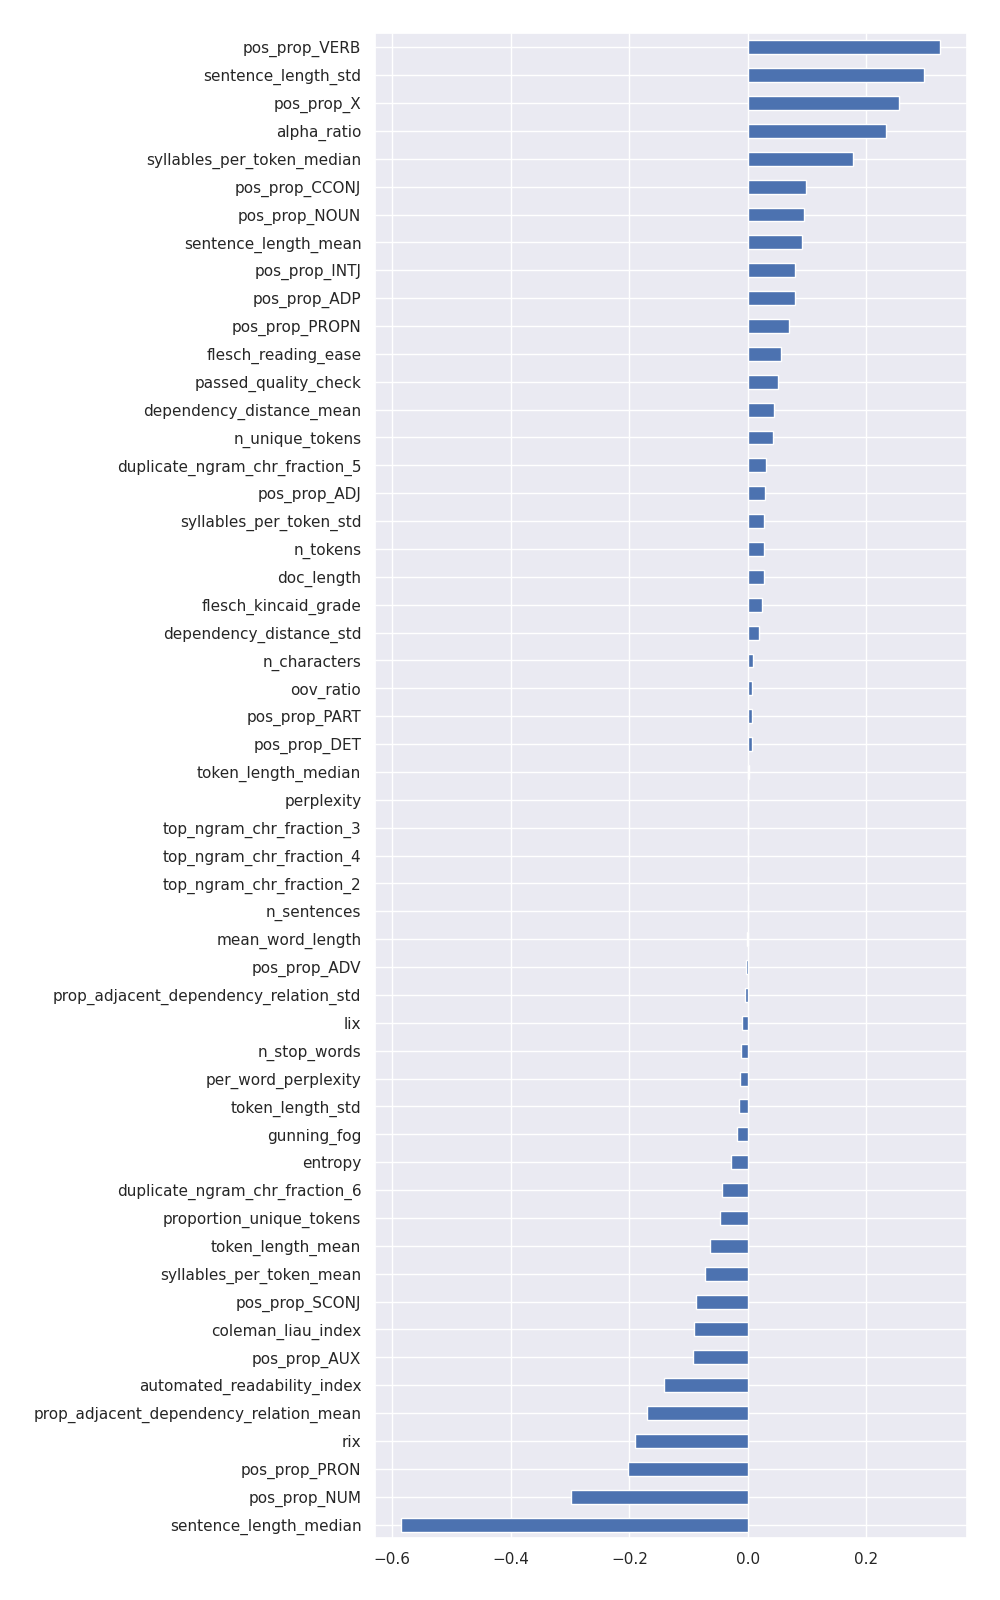 pos_prop_VERB
sentence_length_std
pos_prop_X
alpha_ratio
syllables_per_token_median
pos_prop_CCONJ
pos_prop_NOUN
sentence_length_mean
pos_prop_INTJ
pos_prop_ADP
pos_prop_PROPN
flesch_reading_ease
passed_quality_check
dependency_distance_mean
n_unique_tokens
duplicate_ngram_chr_fraction_5
pos_prop_ADJ
syllables_per_token_std
n_tokens
doc_length
flesch_kincaid_grade
dependency_distance_std
n_characters
oov_ratio
pos_prop_PART
pos_prop_DET
token_length_median
perplexity
top_ngram_chr_fraction_3
top_ngram_chr_fraction_4
top_ngram_chr_fraction_2
n_sentences
mean_word_length
pos_prop_ADV
prop_adjacent_dependency_relation_std
lix
n_stop_words
per_word_perplexity
token_length_std
gunning_fog
entropy
duplicate_ngram_chr_fraction_6
proportion_unique_tokens
token_length_mean
syllables_per_token_mean
pos_prop_SCONJ
coleman_liau_index
pos_prop_AUX
automated_readability_index
prop_adjacent_dependency_relation_mean
rix
pos_prop_PRON
pos_prop_NUM
sentence_length_median
−0.6 −0.4 −0.2 0.0 0.2